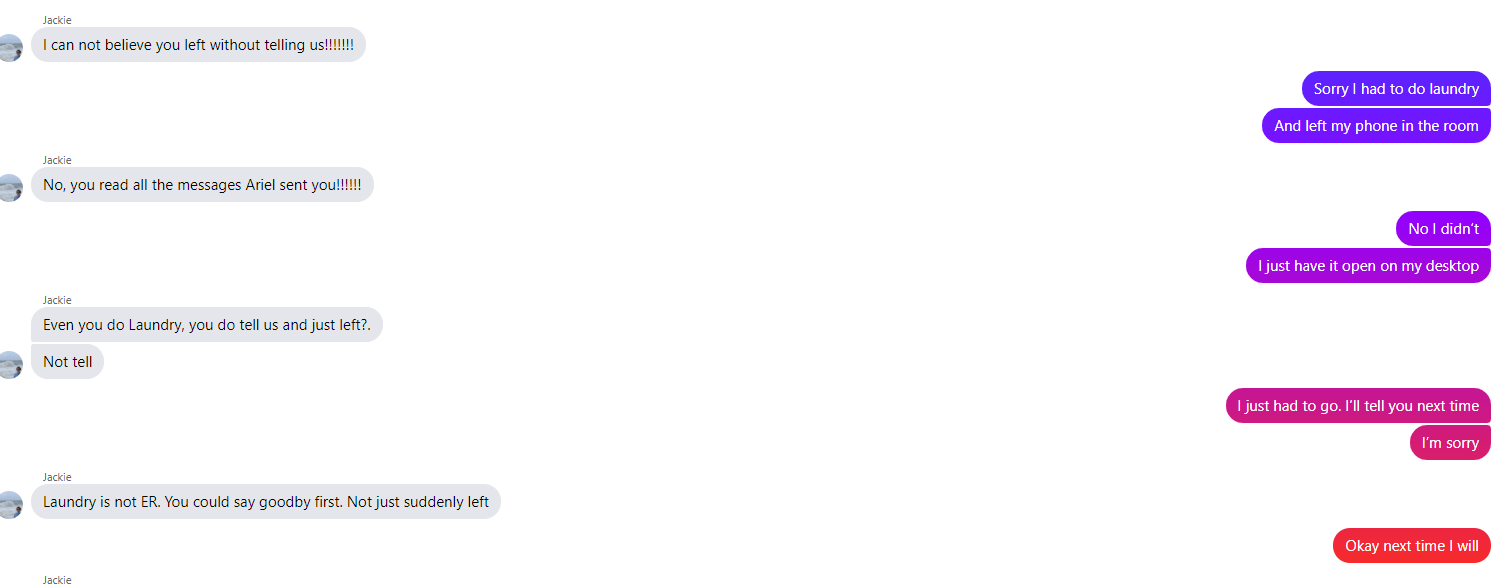 Jackie
I can not believe you left without telling us!!!!!!!
Sorry I had to do laundry
And left my phone in the room
Jackie
No, you read all the messages Ariel sent you!!!!!!
No I didn't
I just have it open on my desktop
Jackie
Even you do Laundry, you do tell us and just left?.
Not tell
I just had to go. I'll tell you next time
I'm sorry
Jackie
Laundry is not ER. You could say goodby first. Not just suddenly left
Okay next time I will
Jackie